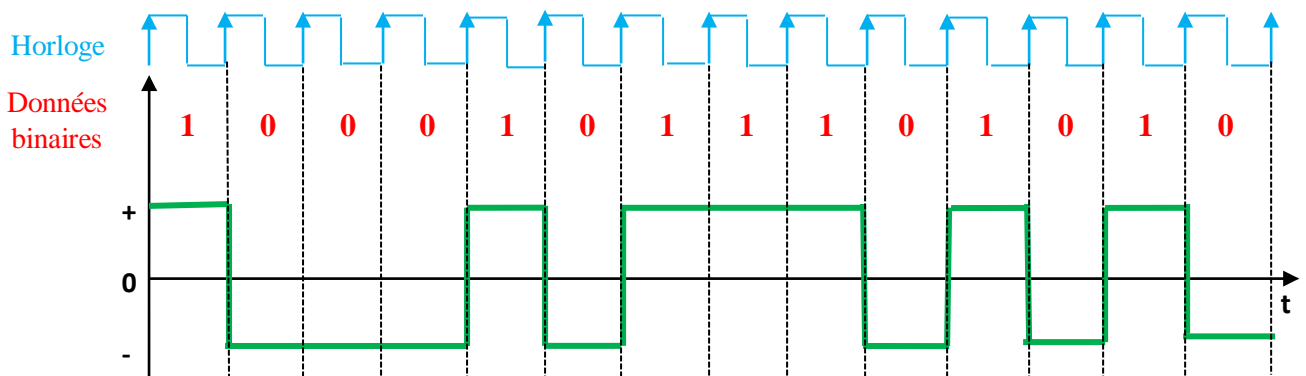 Horloge
Données
binaires
1 0 0 0 1 0 1 1 1 0 1 0 1 0
+
0
t
-